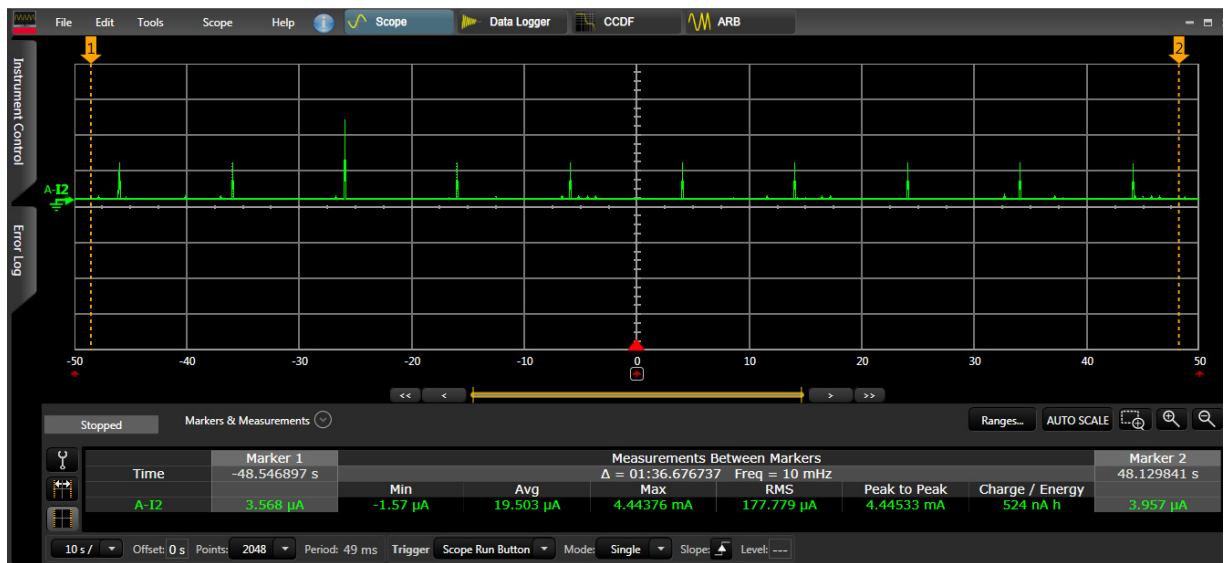 File Edit Tools Scope Help Scope Data Logger CCDF ARB
1 2
Instrument Control
A-I2
Error Log
-50 -40 -30 -20 -10 0 10 20 30 40 50
<< < > >>
Stopped Markers & Measurements Ranges... AUTO SCALE
Marker 1 Measurements Between Markers Marker 2
Time -48.546897 s Δ = 01:36.676737 Freq = 10 mHz 48.129841 s
Min Avg Max RMS Peak to Peak Charge / Energy
A-I2 3.568 µA -1.57 µA 19.503 µA 4.44376 mA 177.779 µA 4.44533 mA 524 nA h 3.957 µA
10 s / Offset: 0 s Points: 2048 Period: 49 ms Trigger Scope Run Button Mode: Single Slope: Level: ---